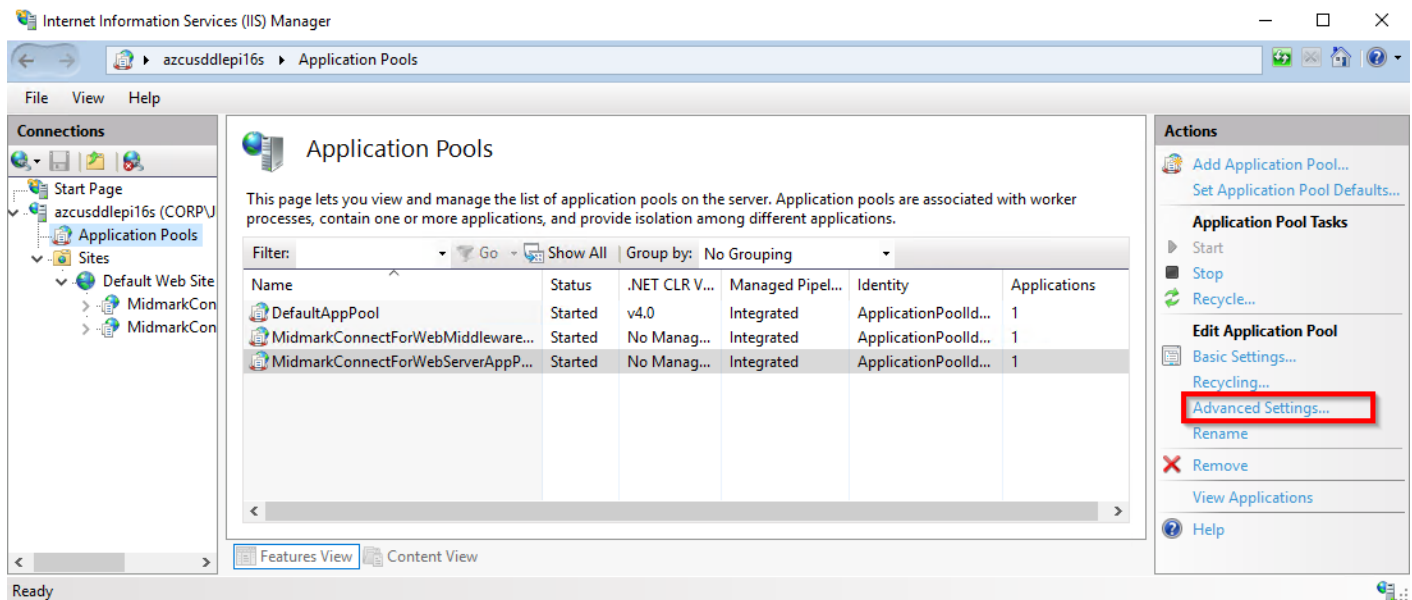 Internet Information Services (IIS) Manager
azcusddlepi16s Application Pools
File View Help
Connections
Start Page
azcusddlepi16s (CORP\J
Application Pools
Sites
Default Web Site
MidmarkCon
MidmarkCon
Application Pools
This page lets you view and manage the list of application pools on the server. Application pools are associated with worker
processes, contain one or more applications, and provide isolation among different applications.
Filter: Go Show All Group by: No Grouping
Name Status .NET CLR V... Managed Pipel... Identity Applications
DefaultAppPool Started v4.0 Integrated ApplicationPoolId... 1
MidmarkConnectForWebMiddleware... Started No Manag... Integrated ApplicationPoolId... 1
MidmarkConnectForWebServerAppP... Started No Manag... Integrated ApplicationPoolId... 1
Features View Content View
Actions
Add Application Pool...
Set Application Pool Defaults...
Application Pool Tasks
Start
Stop
Recycle...
Edit Application Pool
Basic Settings...
Recycling...
Advanced Settings...
Rename
Remove
View Applications
Help
Ready